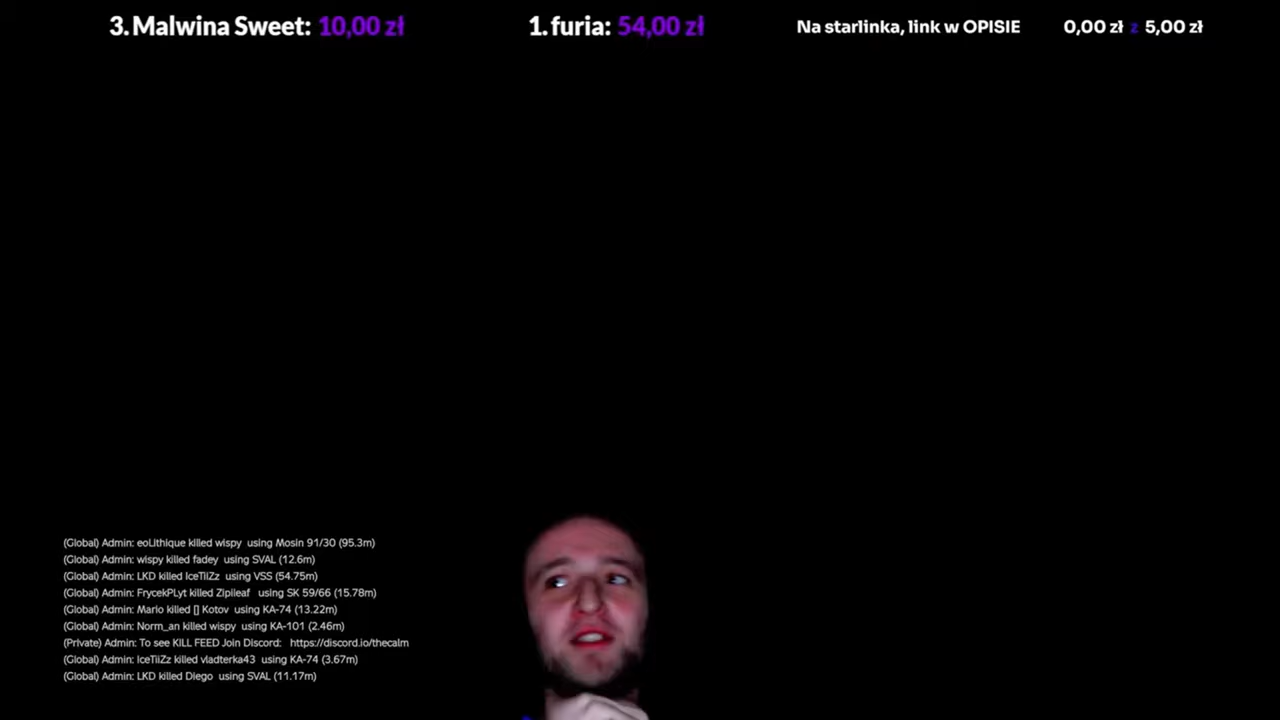 3. Malwina Sweet: 10,00 zł
1. furia: 54,00 zł
Na starlinka, link w OPISIE
0,00 zł z 5,00 zł
(Global) Admin: eoLithique killed wispy using Mosin 91/30 (95.3m)
(Global) Admin: wispy killed fadey using SVAL (12.6m)
(Global) Admin: LKD killed IceTiIZz using VSS (54.75m)
(Global) Admin: FrycekPLyt killed Zipileaf using SK 59/66 (15.78m)
(Global) Admin: Mario killed [] Kotov using KA-74 (13.22m)
(Global) Admin: Norm_an killed wispy using KA-101 (2.46m)
(Private) Admin: To see KILL FEED Join Discord: https://discord.io/thecalm
(Global) Admin: IceTiIZz killed vladterka43 using KA-74 (3.67m)
(Global) Admin: LKD killed Diego using SVAL (11.17m)